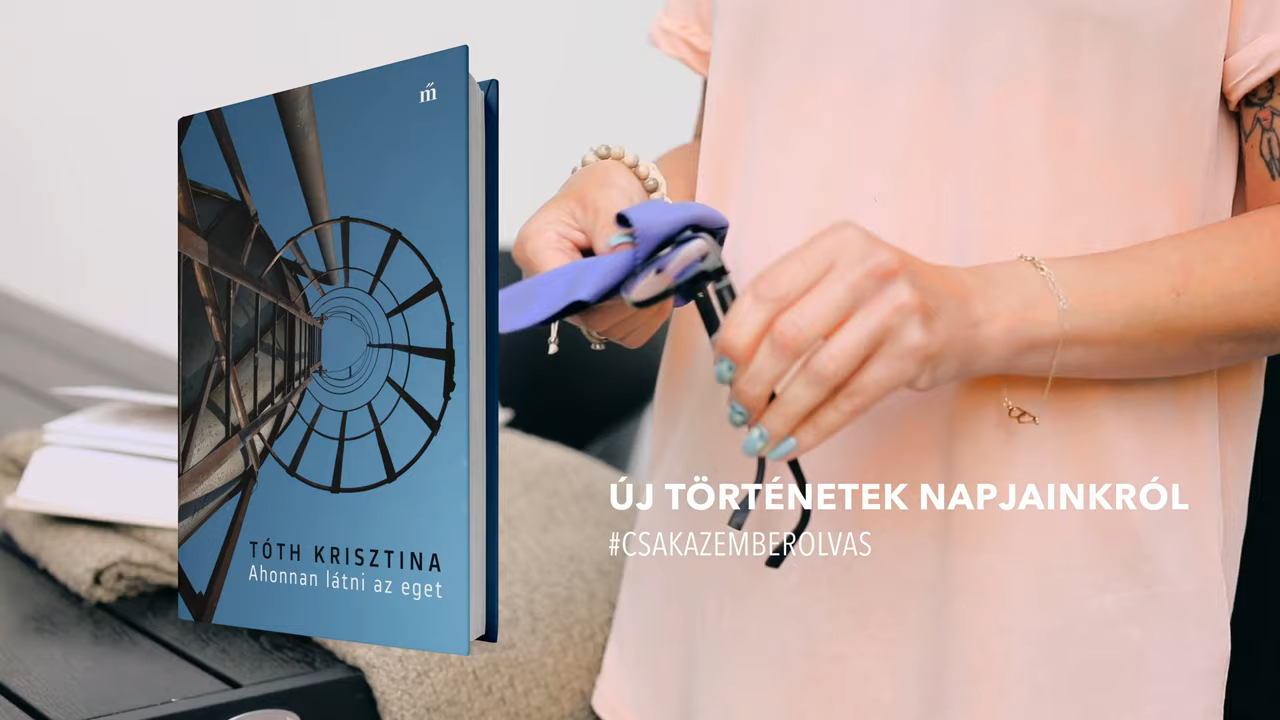 ḿ
TÓTH KRISZTINA
Ahonnan látni az eget
ÚJ TÖRTÉNETEK NAPJAINKRÓL
#CSAKAZEMBEROLVAS